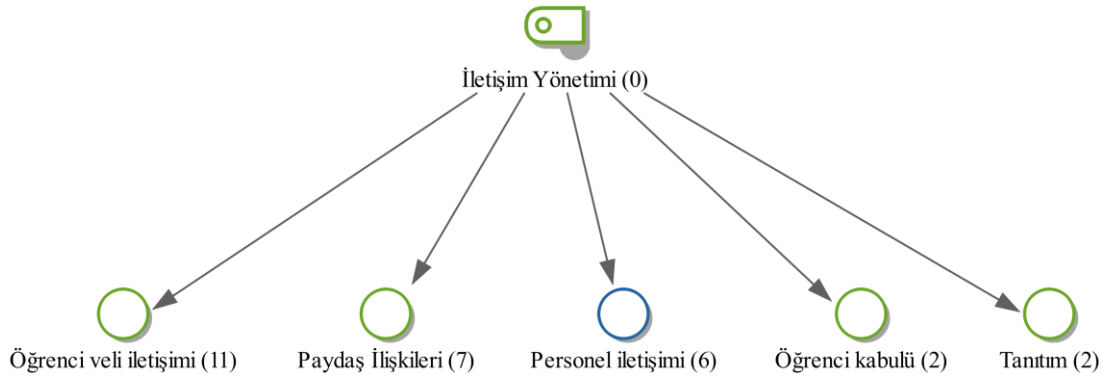 İletişim Yönetimi (0)
Öğrenci veli iletişimi (11)
Paydaş İlişkileri (7)
Personel iletişimi (6)
Öğrenci kabulü (2)
Tanıtım (2)